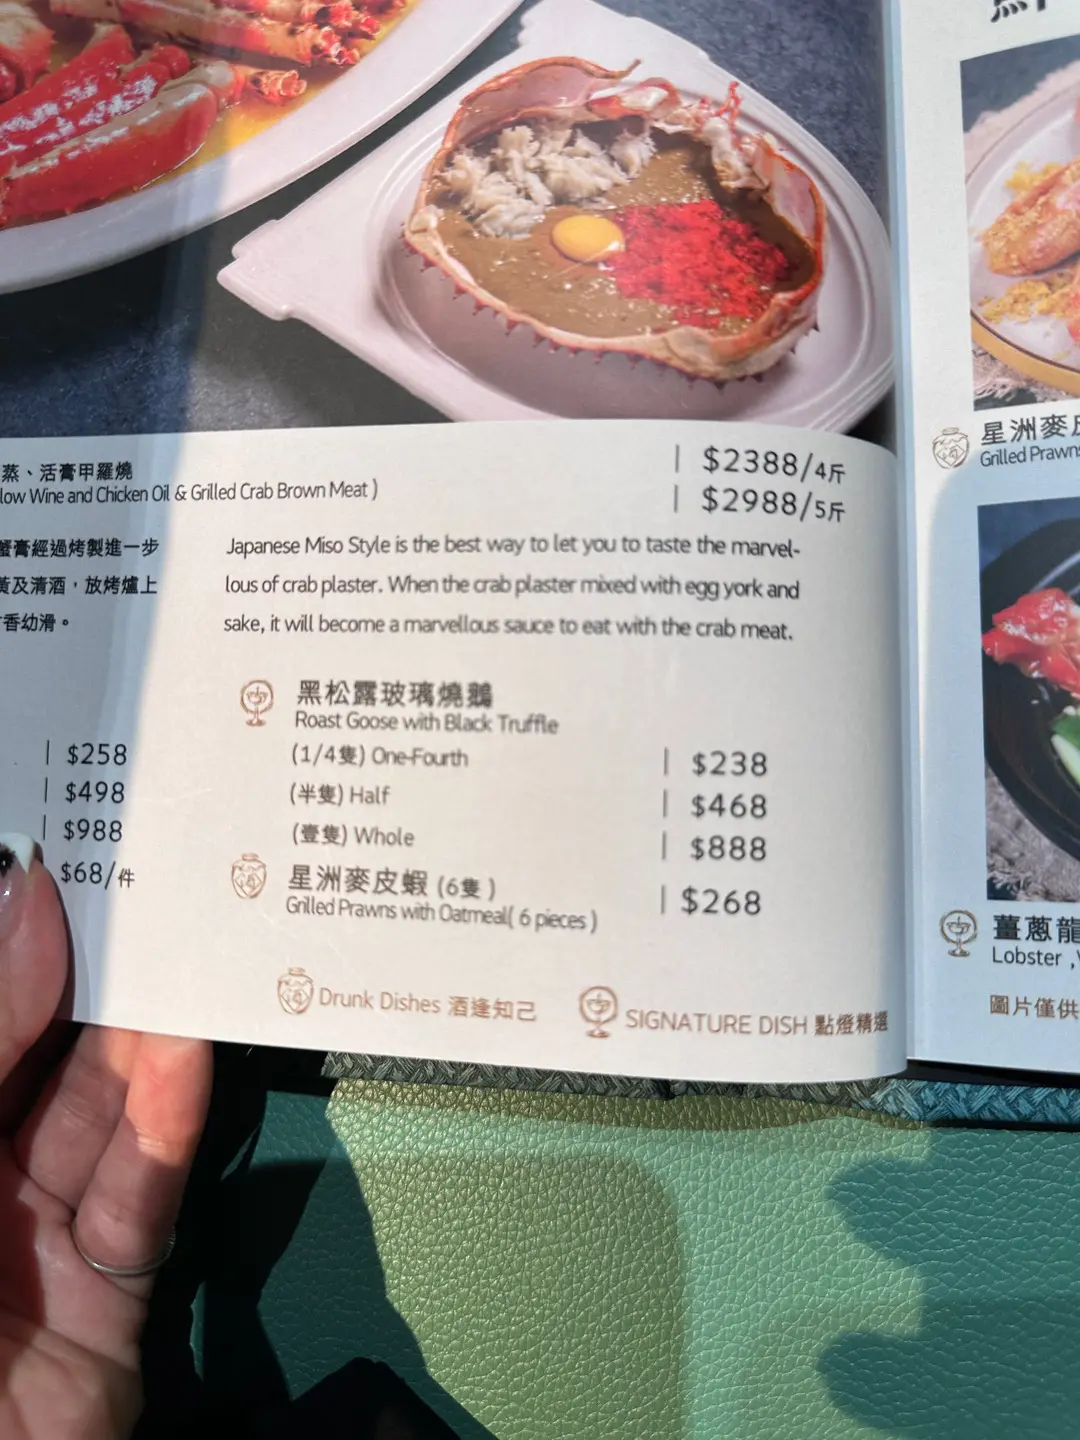 蒸、活膏甲羅燒
low Wine and Chicken Oil & Grilled Crab Brown Meat )
| $2388/4斤
| $2988/5斤
蟹膏經過烤製進一步
黃及清酒，放烤爐上
香幼滑。
Japanese Miso Style is the best way to let you to taste the marvel-
lous of crab plaster. When the crab plaster mixed with egg york and
sake, it will become a marvellous sauce to eat with the crab meat.
| $258
| $498
| $988
$68/件
黑松露玻璃燒鵝
Roast Goose with Black Truffle
(1/4隻) One-Fourth | $238
(半隻) Half | $468
(壹隻) Whole | $888
星洲麥皮蝦 (6隻) | $268
Grilled Prawns with Oatmeal( 6 pieces )
Drunk Dishes 酒逢知己
SIGNATURE DISH 點燈精選
星洲麥皮
Grilled Prawns
薑蔥龍
Lobster ,
圖片僅供